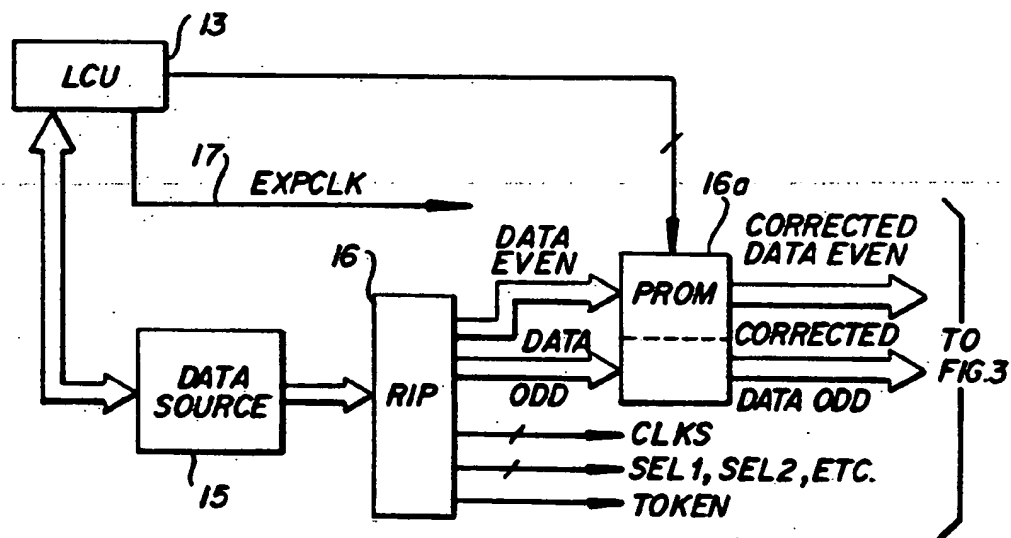 13
LCU
17
EXPCLK
16a
CORRECTED
DATA EVEN
DATA
EVEN
16
PROM
CORRECTED
DATA
TO
FIG.3
DATA
SOURCE
RIP
ODD
DATA ODD
CLKS
SEL1, SEL2, ETC.
15
TOKEN